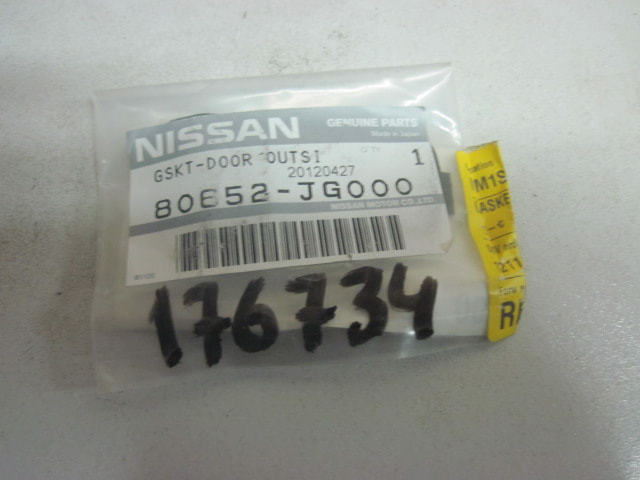 NISSAN
GENUINE PARTS
Made in Japan
GSKT-DOOR OUTSI
Q'TY
1
20120427
80652-JG000
NISSAN MOTOR CO.,LTD.
176734
M1S
ASKE
211